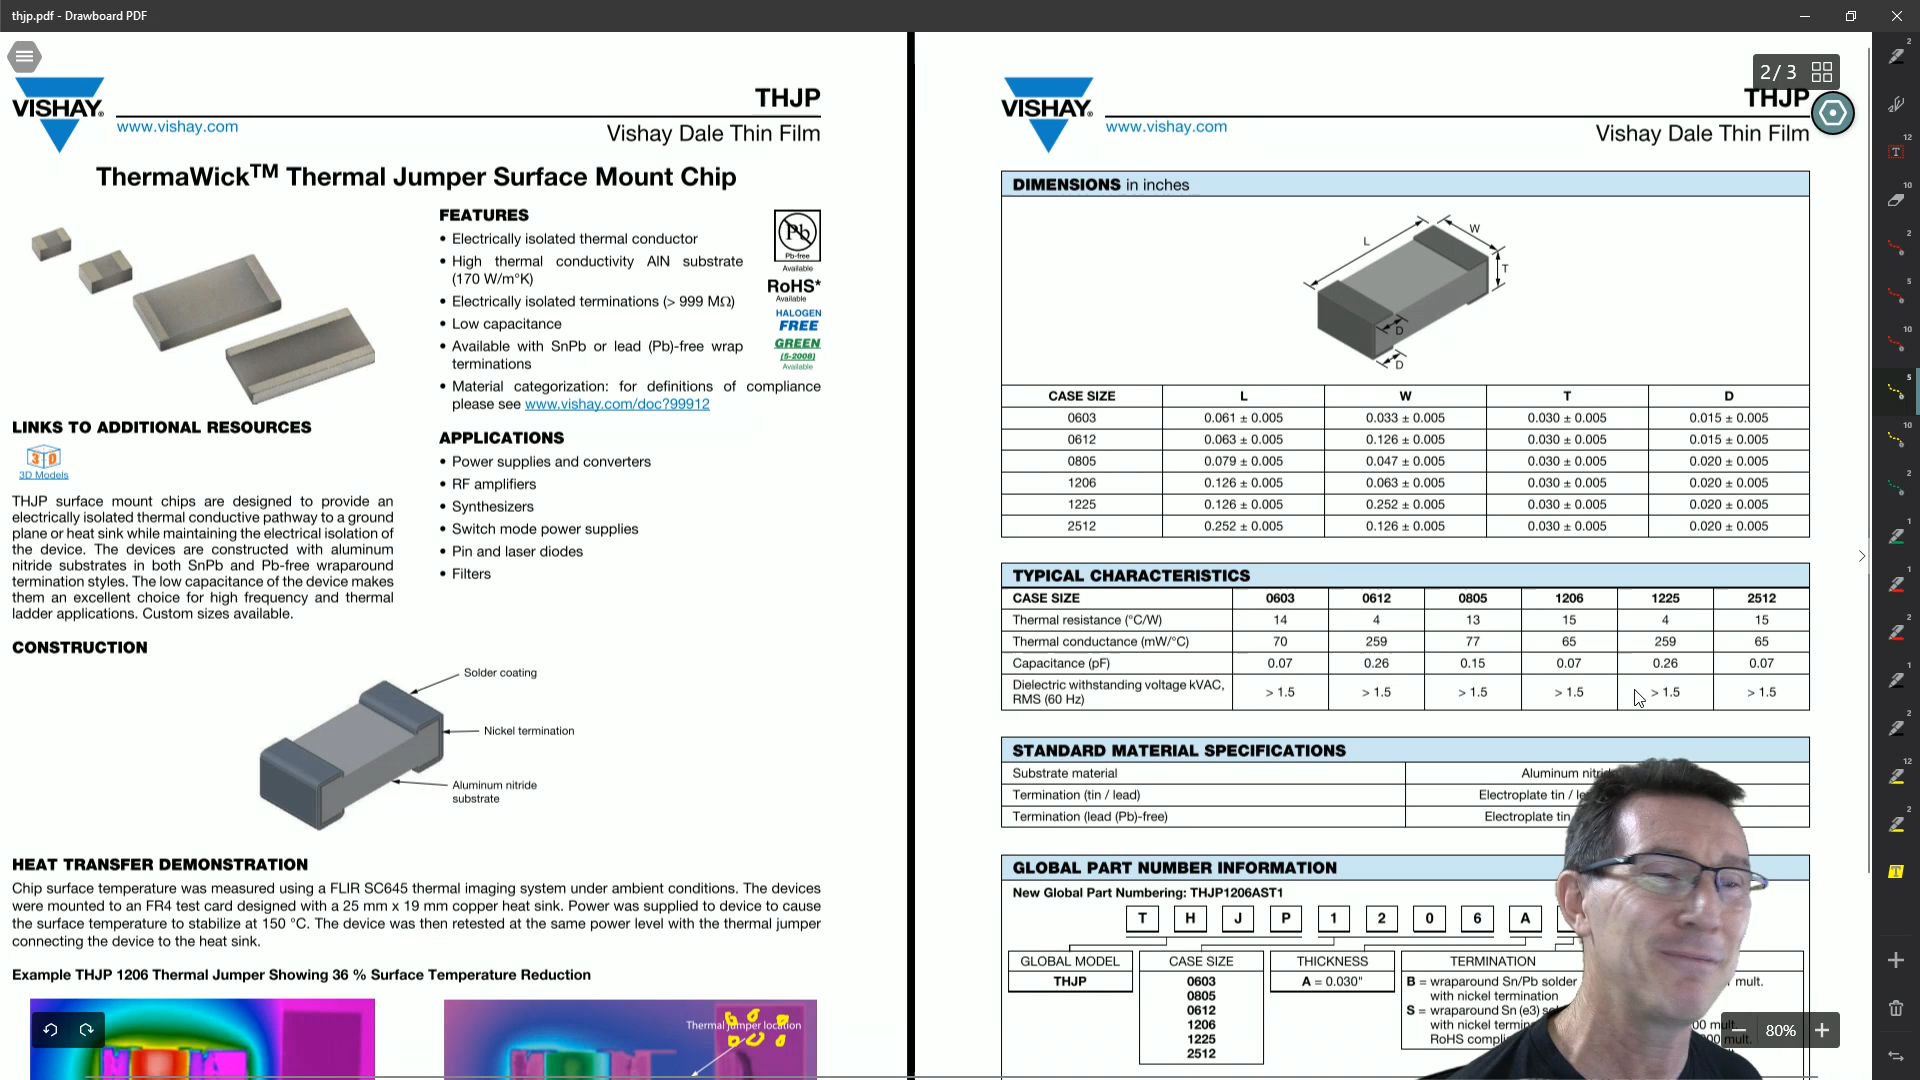 thjp.pdf - Drawboard PDF
VISHAY®
www.vishay.com
THJP
Vishay Dale Thin Film
ThermaWick™ Thermal Jumper Surface Mount Chip
FEATURES
• Electrically isolated thermal conductor
• High thermal conductivity AlN substrate
(170 W/m°K)
• Electrically isolated terminations (> 999 MΩ)
• Low capacitance
• Available with SnPb or lead (Pb)-free wrap
terminations
• Material categorization: for definitions of compliance
please see www.vishay.com/doc?99912
Pb
Pb-free
Available
RoHS*
Available
HALOGEN
FREE
GREEN
(5-2008)
Available
LINKS TO ADDITIONAL RESOURCES
3 D
3D Models
APPLICATIONS
• Power supplies and converters
• RF amplifiers
• Synthesizers
• Switch mode power supplies
• Pin and laser diodes
• Filters
THJP surface mount chips are designed to provide an
electrically isolated thermal conductive pathway to a ground
plane or heat sink while maintaining the electrical isolation of
the device. The devices are constructed with aluminum
nitride substrates in both SnPb and Pb-free wraparound
termination styles. The low capacitance of the device makes
them an excellent choice for high frequency and thermal
ladder applications. Custom sizes available.
CONSTRUCTION
Solder coating
Nickel termination
Aluminum nitride
substrate
HEAT TRANSFER DEMONSTRATION
Chip surface temperature was measured using a FLIR SC645 thermal imaging system under ambient conditions. The devices
were mounted to an FR4 test card designed with a 25 mm x 19 mm copper heat sink. Power was supplied to device to cause
the surface temperature to stabilize at 150 °C. The device was then retested at the same power level with the thermal jumper
connecting the device to the heat sink.
Example THJP 1206 Thermal Jumper Showing 36 % Surface Temperature Reduction
Thermal jumper location
2/3
VISHAY®
www.vishay.com
THJP
Vishay Dale Thin Film
DIMENSIONS in inches
L
W
T
D
D
CASE SIZE L W T D
0603 0.061 ± 0.005 0.033 ± 0.005 0.030 ± 0.005 0.015 ± 0.005
0612 0.063 ± 0.005 0.126 ± 0.005 0.030 ± 0.005 0.015 ± 0.005
0805 0.079 ± 0.005 0.047 ± 0.005 0.030 ± 0.005 0.020 ± 0.005
1206 0.126 ± 0.005 0.063 ± 0.005 0.030 ± 0.005 0.020 ± 0.005
1225 0.126 ± 0.005 0.252 ± 0.005 0.030 ± 0.005 0.020 ± 0.005
2512 0.252 ± 0.005 0.126 ± 0.005 0.030 ± 0.005 0.020 ± 0.005
TYPICAL CHARACTERISTICS
CASE SIZE 0603 0612 0805 1206 1225 2512
Thermal resistance (°C/W) 14 4 13 15 4 15
Thermal conductance (mW/°C) 70 259 77 65 259 65
Capacitance (pF) 0.07 0.26 0.15 0.07 0.26 0.07
Dielectric withstanding voltage kVAC,
RMS (60 Hz) > 1.5 > 1.5 > 1.5 > 1.5 > 1.5 > 1.5
STANDARD MATERIAL SPECIFICATIONS
Substrate material Aluminum
Termination (tin / lead) Electroplate tin /
Termination (lead (Pb)-free) Electroplate tin
GLOBAL PART NUMBER INFORMATION
New Global Part Numbering: THJP1206AST1
T H J P 1 2 0 6 A
GLOBAL MODEL
THJP
CASE SIZE
0603
0805
0612
1206
1225
2512
THICKNESS
A = 0.030"
TERMINATION
B = wraparound Sn/Pb solder
with nickel termination
S = wraparound Sn (e3)
with nickel
RoHS
mult.
80%